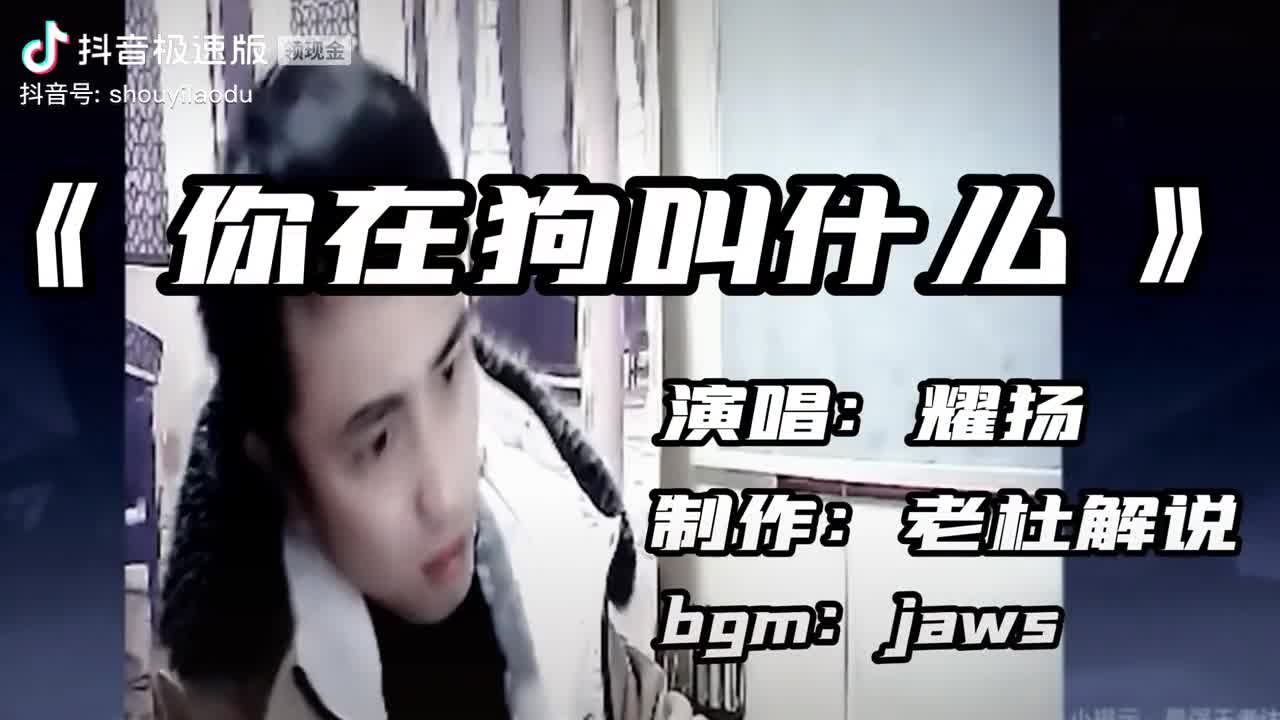 抖音极速版 领现金
抖音号: shouyilaodu
《 你在狗叫什么 》
演唱: 耀扬
制作: 老杜解说
bgm: jaws